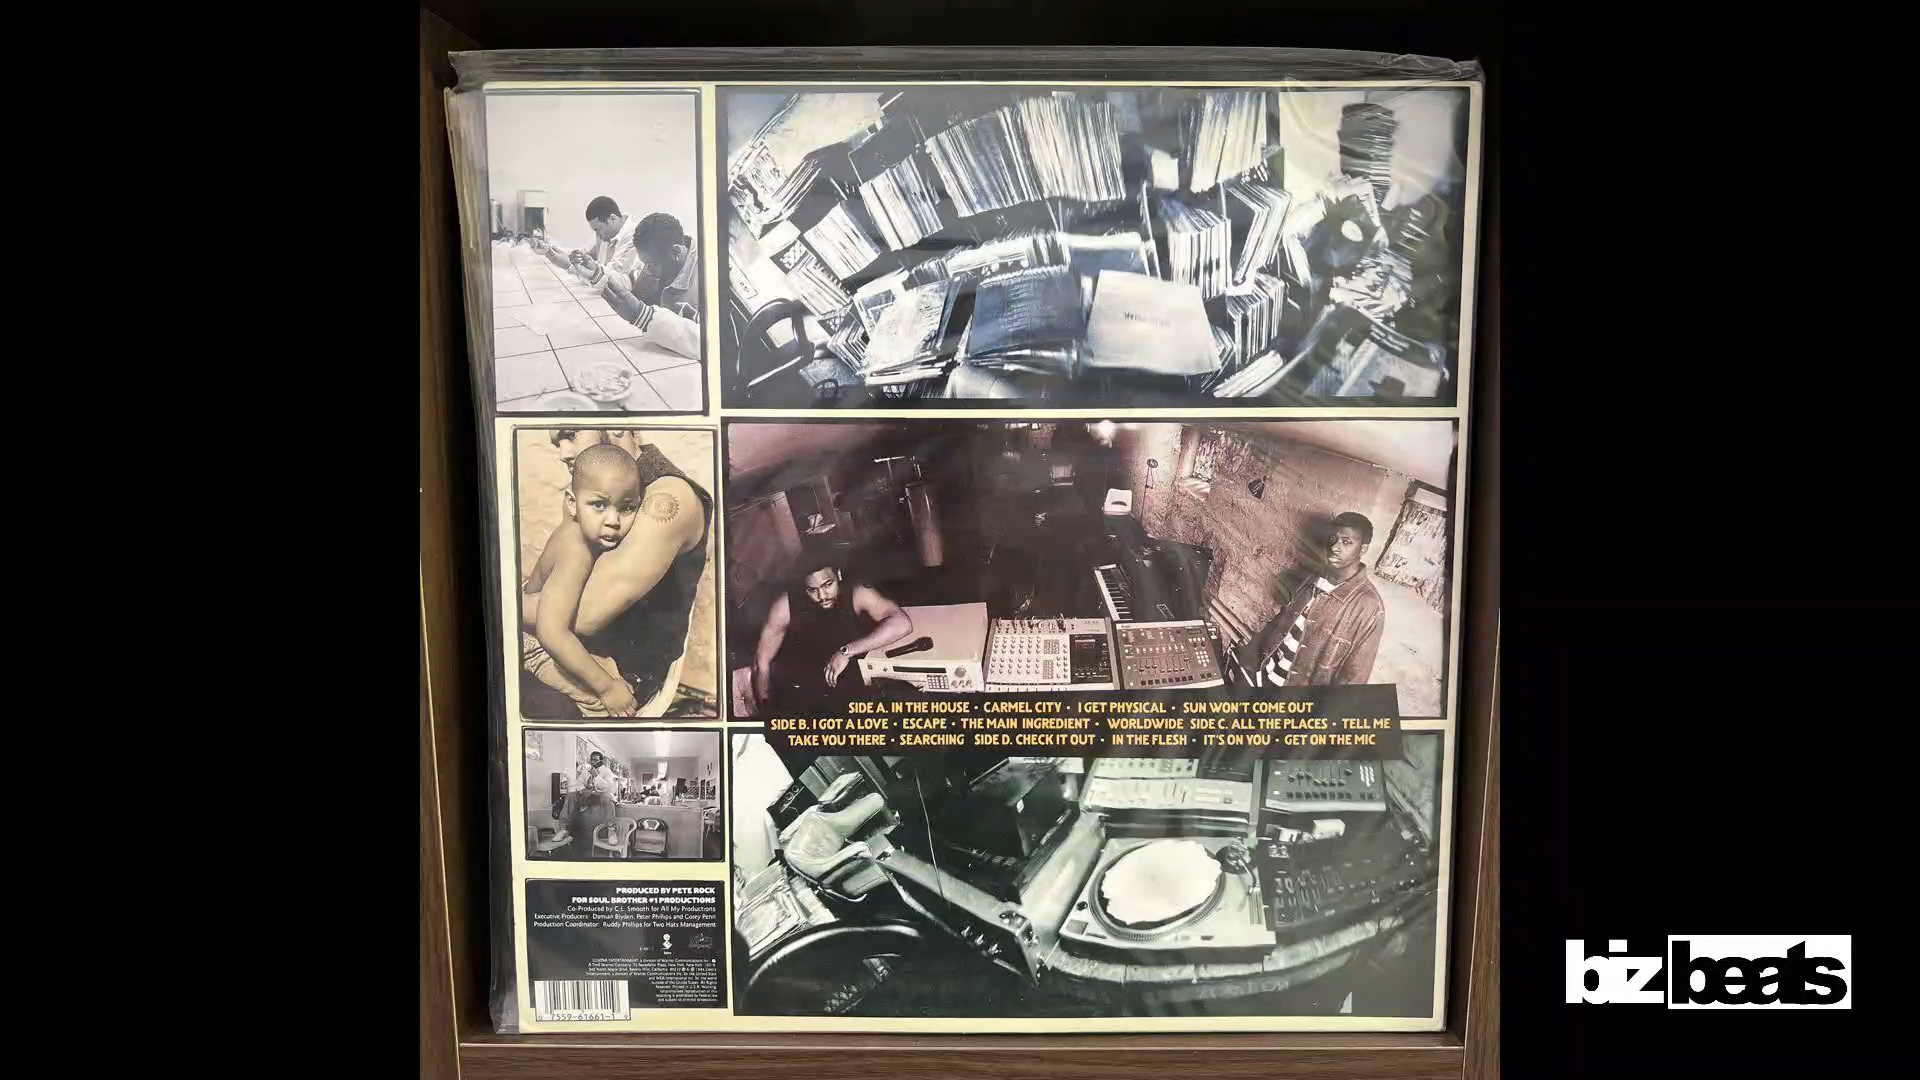 SIDE A. IN THE HOUSE • CARMEL CITY • I GET PHYSICAL • SUN WON'T COME OUT
SIDE B. I GOT A LOVE • ESCAPE • THE MAIN INGREDIENT • WORLDWIDE SIDE C. ALL THE PLACES • TELL ME
TAKE YOU THERE • SEARCHING SIDE D. CHECK IT OUT • IN THE FLESH • IT'S ON YOU • GET ON THE MIC
PRODUCED BY PETE ROCK
FOR SOUL BROTHER #1 PRODUCTIONS
Co-Produced by C.L. Smooth for All My Productions
Executive Producers: Damian Blyden, Peter Phillips and Corey Penn
Production Coordinator: Ruddy Phillips for Two Hats Management
7559-61661-1
bizbeats